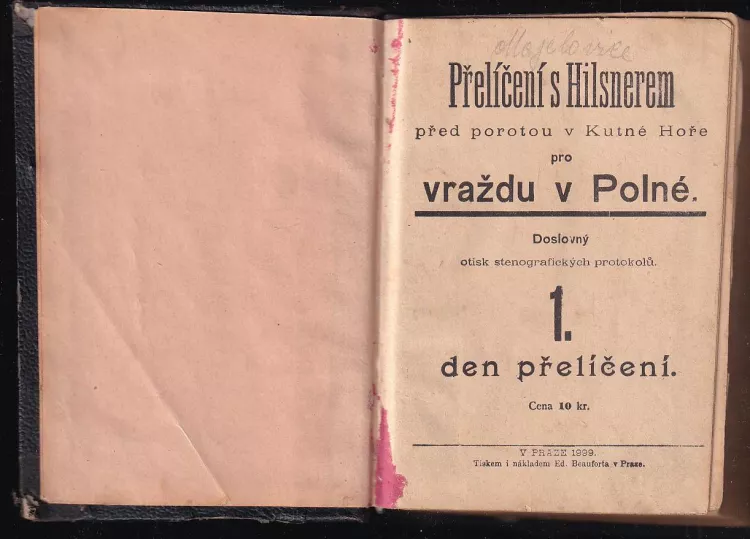 Přelíčení s Hilsnerem
před porotou v Kutné Hoře
pro
vraždu v Polné.
Doslovný
otisk stenografických protokolů.
1.
den přelíčení.
Cena 10 kr.
V PRAZE 1999.
Tiskem i nákladem Ed. Beauforta v Praze.